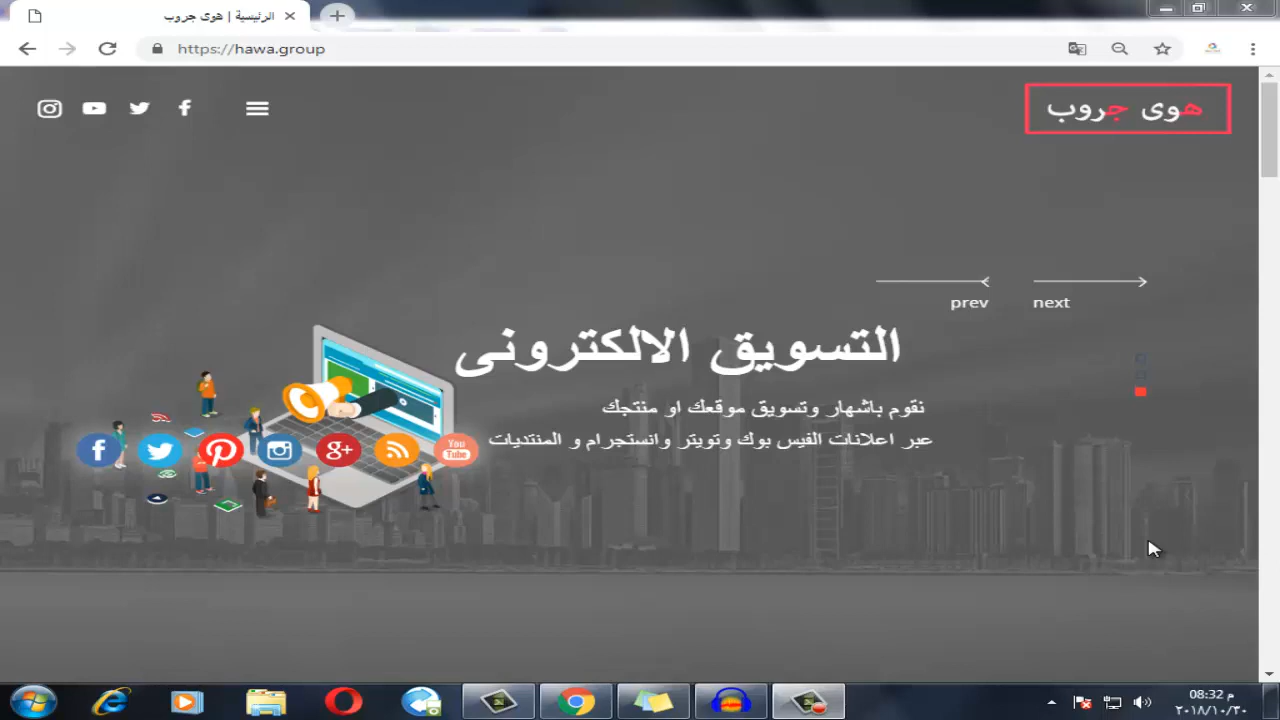 الرئيسية | هوى جروب
https://hawa.group
هوى جروب
prev next
التسويق الالكترونى
نقوم باشهار وتسويق موقعك او منتجك
عبر اعلانات الفيس بوك وتويتر وانستجرام و المنتديات
You
Tube
g+
08:32 م
٢٠١٨/١٠/٣٠